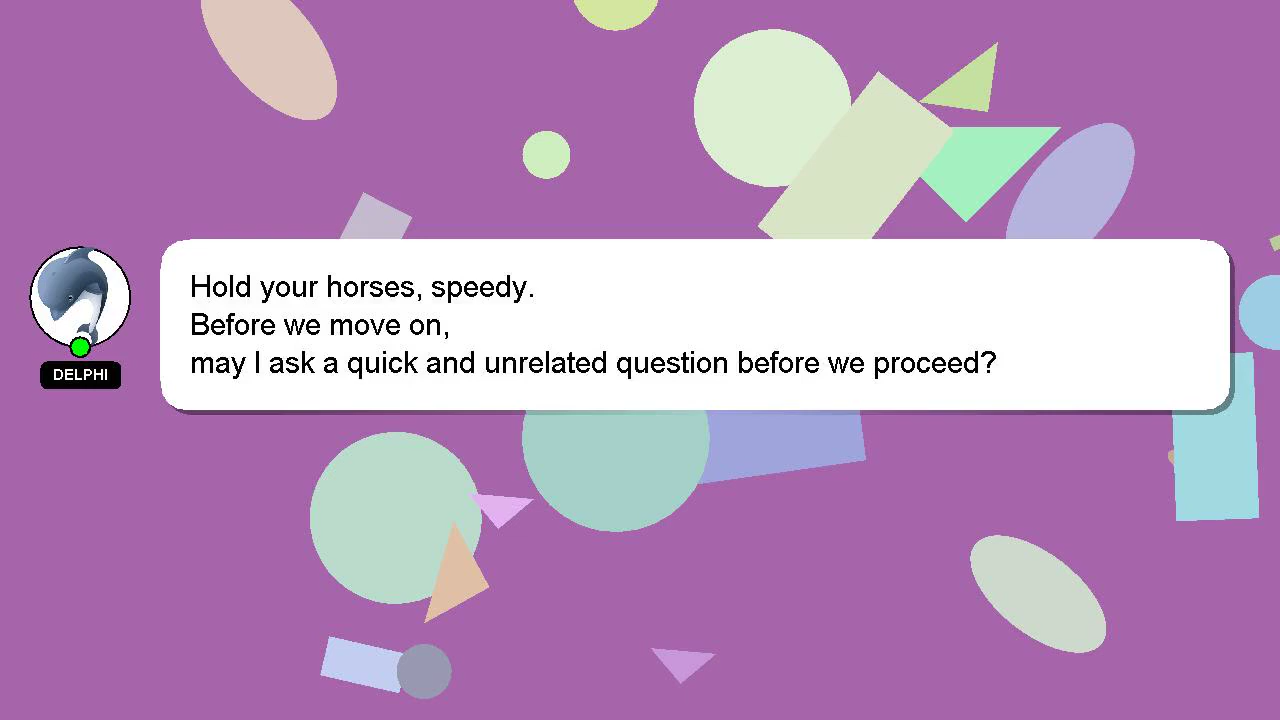 Hold your horses, speedy.
Before we move on,
may I ask a quick and unrelated question before we proceed?
DELPHI